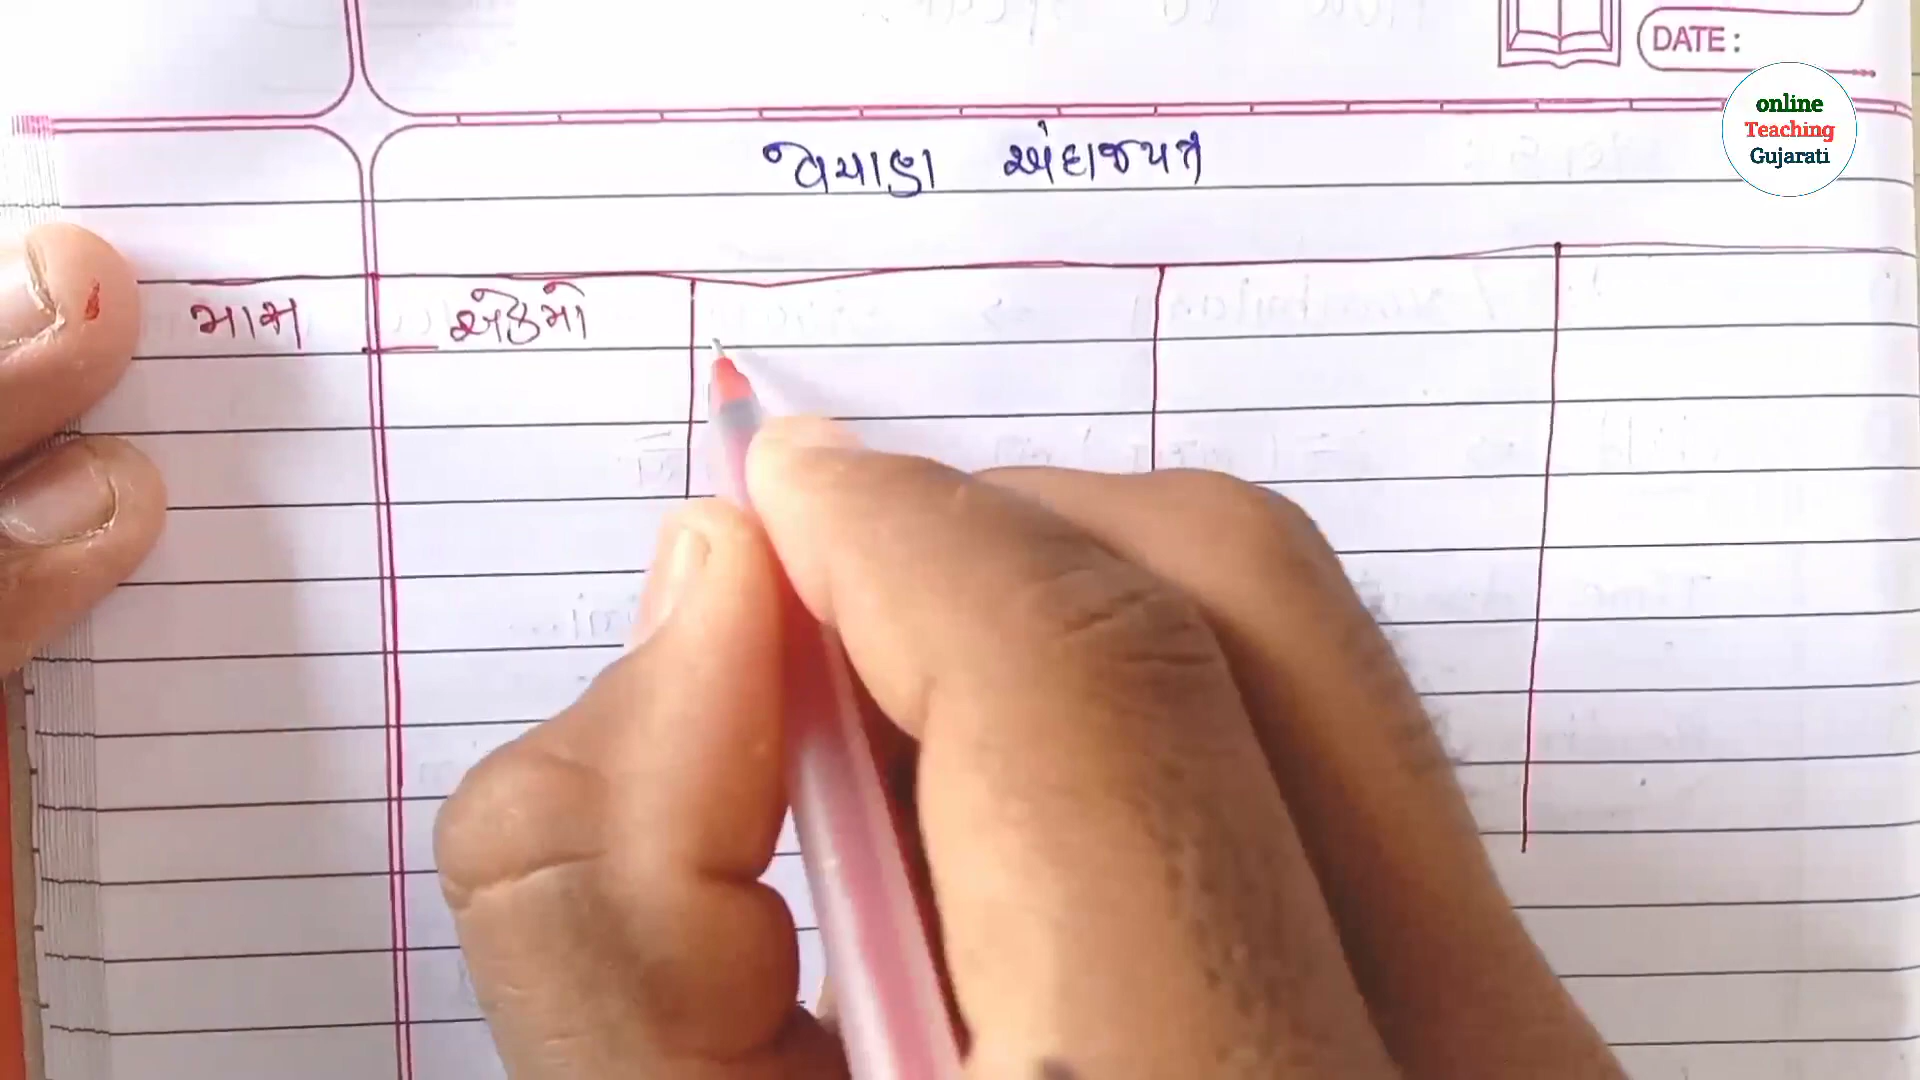 DATE :
online
Teaching
Gujarati
વેચાણ અંદાજપત્ર
માસ એકમો